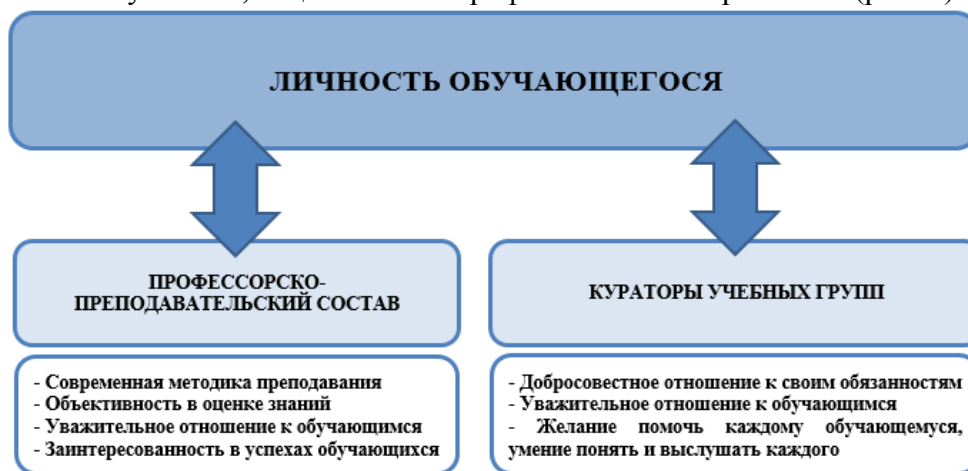 ЛИЧНОСТЬ ОБУЧАЮЩЕГОСЯ
ПРОФЕССОРСКО-
ПРЕПОДАВАТЕЛЬСКИЙ СОСТАВ
- Современная методика преподавания
- Объективность в оценке знаний
- Уважительное отношение к обучающимся
- Заинтересованность в успехах обучающихся
КУРАТОРЫ УЧЕБНЫХ ГРУПП
- Добросовестное отношение к своим обязанностям
- Уважительное отношение к обучающимся
- Желание помочь каждому обучающемуся,
умение понять и выслушать каждого